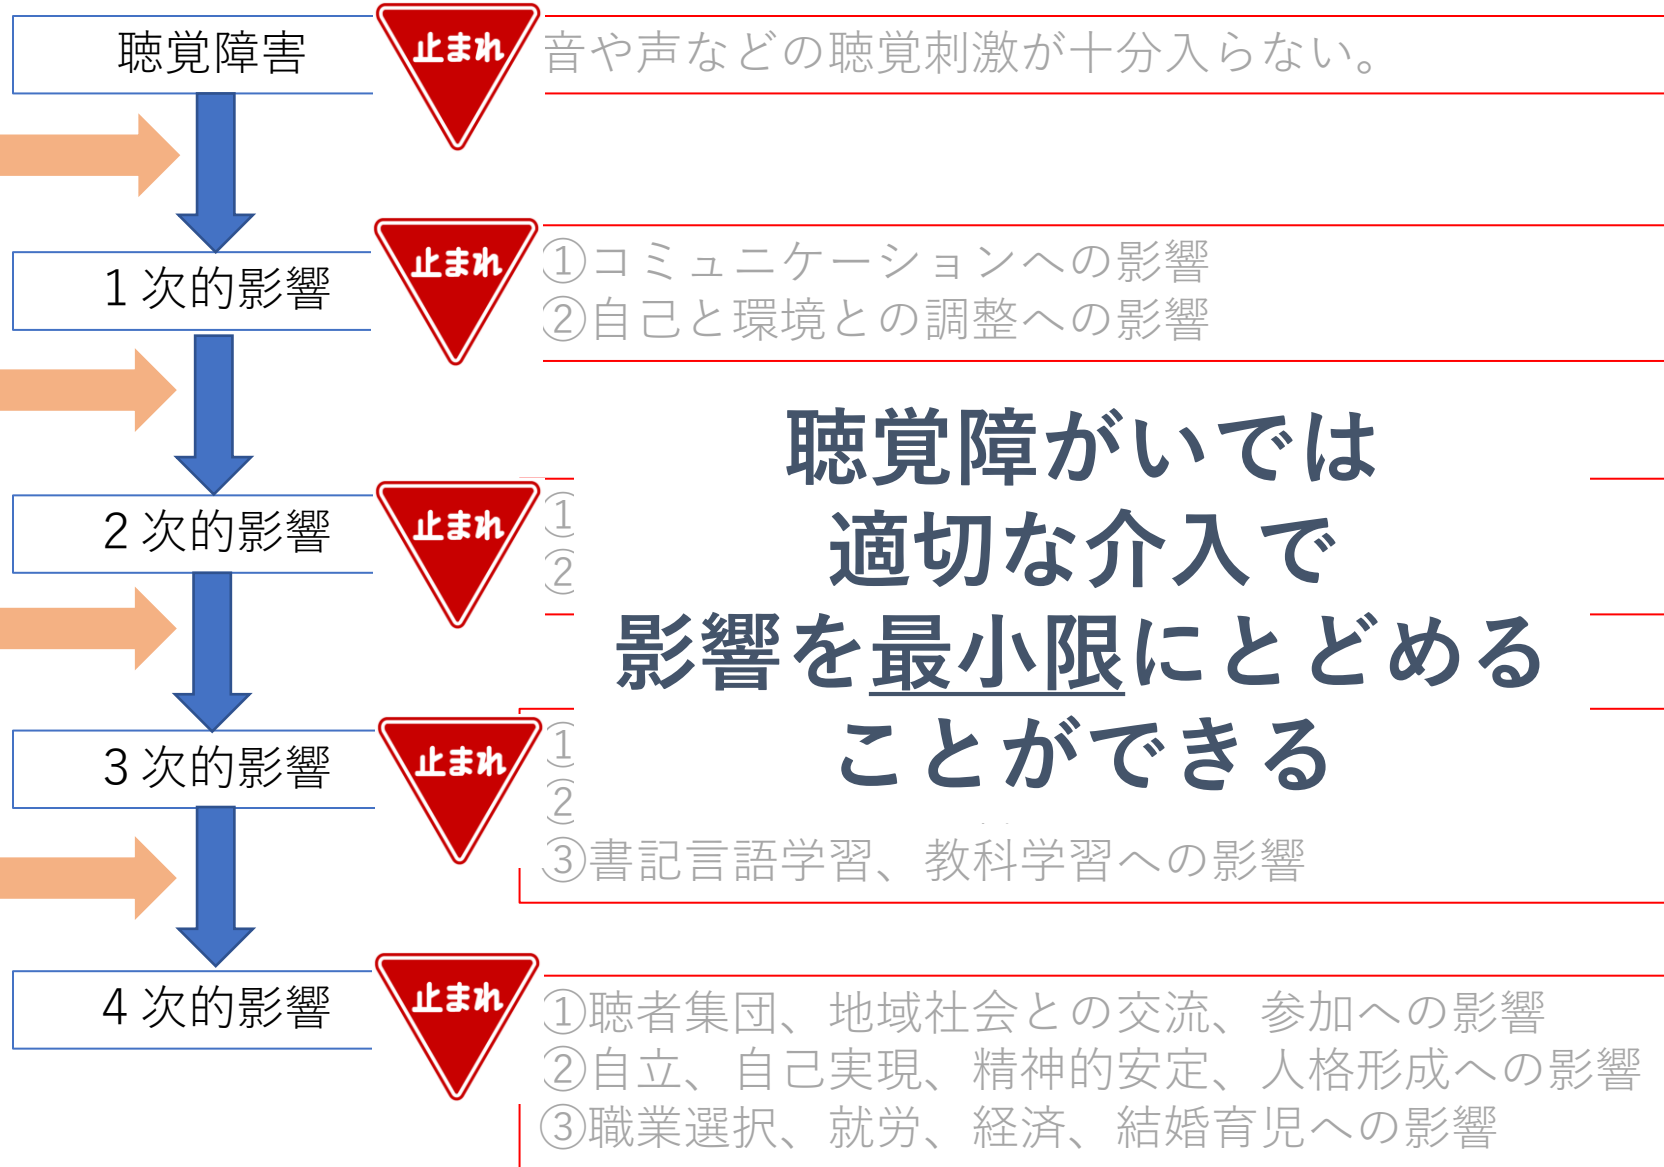 聴覚障害
止まれ
音や声などの聴覚刺激が十分入らない。
1次的影響
止まれ
①コミュニケーションへの影響
②自己と環境との調整への影響
聴覚障がいでは
適切な介入で
影響を最小限にとどめる
ことができる
2次的影響
止まれ
①
②
3次的影響
止まれ
①
②
③書記言語学習、教科学習への影響
4次的影響
止まれ
①聴者集団、地域社会との交流、参加への影響
②自立、自己実現、精神的安定、人格形成への影響
③職業選択、就労、経済、結婚育児への影響